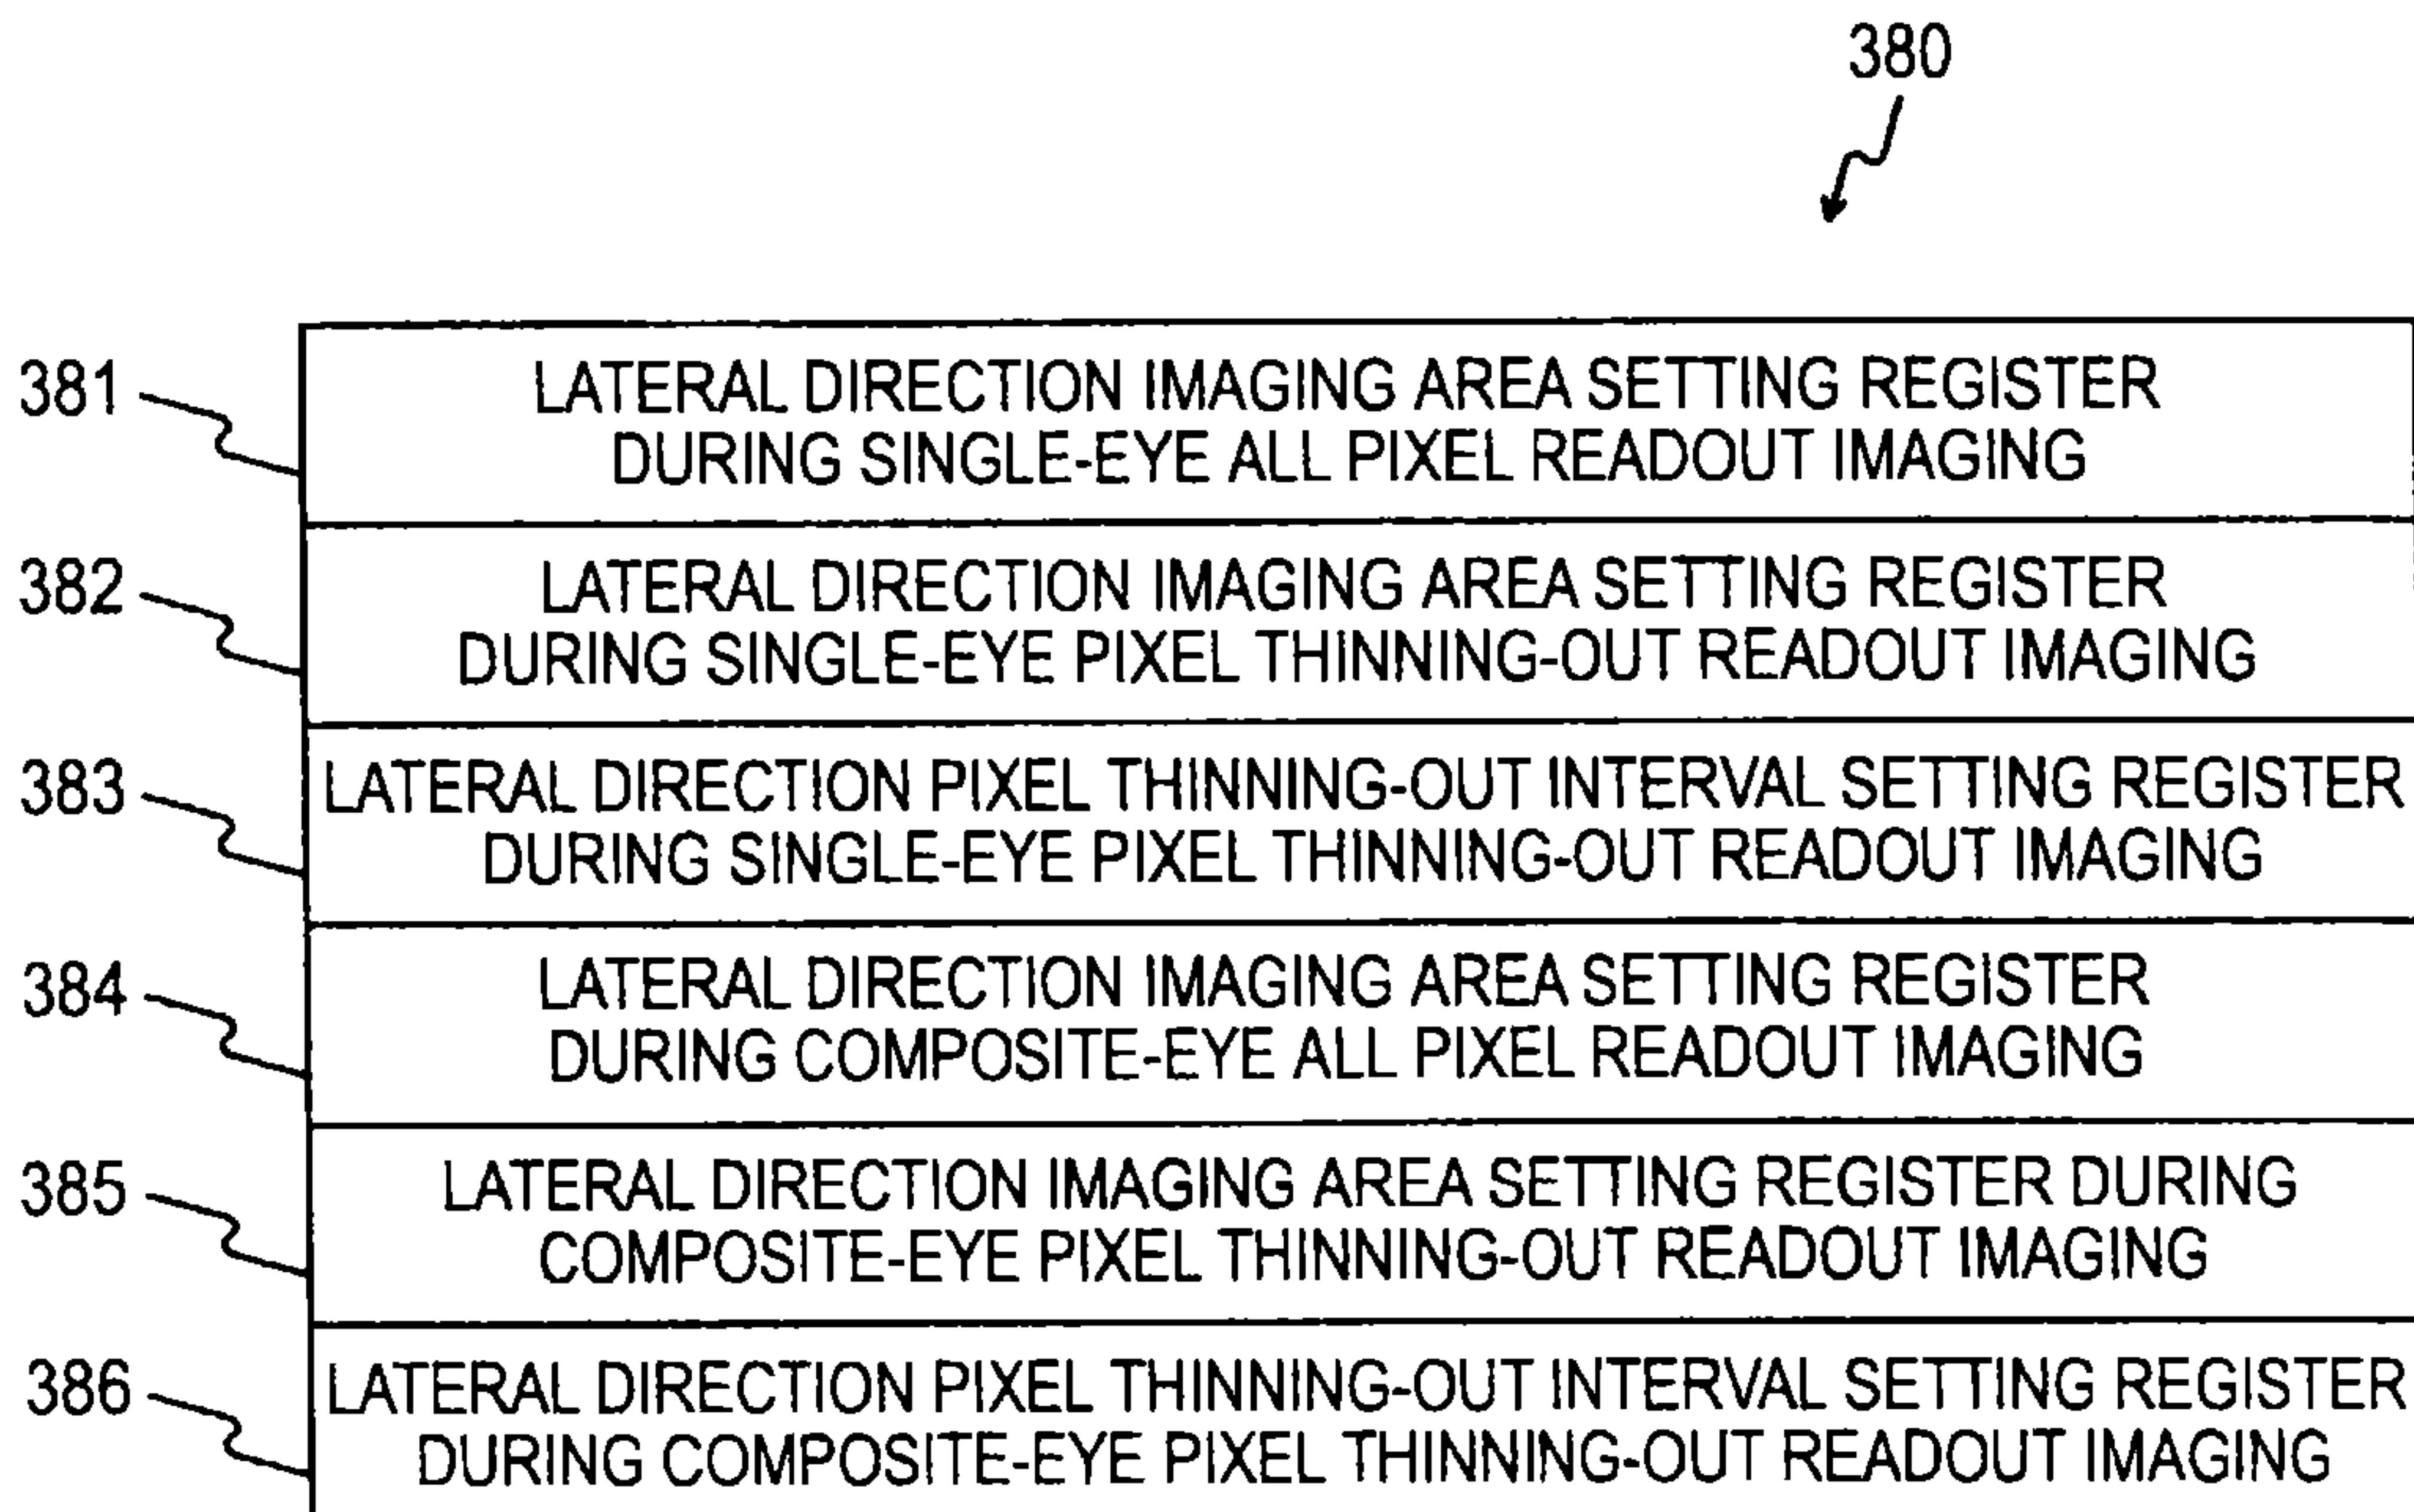 380
381
LATERAL DIRECTION IMAGING AREA SETTING REGISTER
DURING SINGLE-EYE ALL PIXEL READOUT IMAGING
382
LATERAL DIRECTION IMAGING AREA SETTING REGISTER
DURING SINGLE-EYE PIXEL THINNING-OUT READOUT IMAGING
383
LATERAL DIRECTION PIXEL THINNING-OUT INTERVAL SETTING REGISTER
DURING SINGLE-EYE PIXEL THINNING-OUT READOUT IMAGING
384
LATERAL DIRECTION IMAGING AREA SETTING REGISTER
DURING COMPOSITE-EYE ALL PIXEL READOUT IMAGING
385
LATERAL DIRECTION IMAGING AREA SETTING REGISTER DURING
COMPOSITE-EYE PIXEL THINNING-OUT READOUT IMAGING
386
LATERAL DIRECTION PIXEL THINNING-OUT INTERVAL SETTING REGISTER
DURING COMPOSITE-EYE PIXEL THINNING-OUT READOUT IMAGING